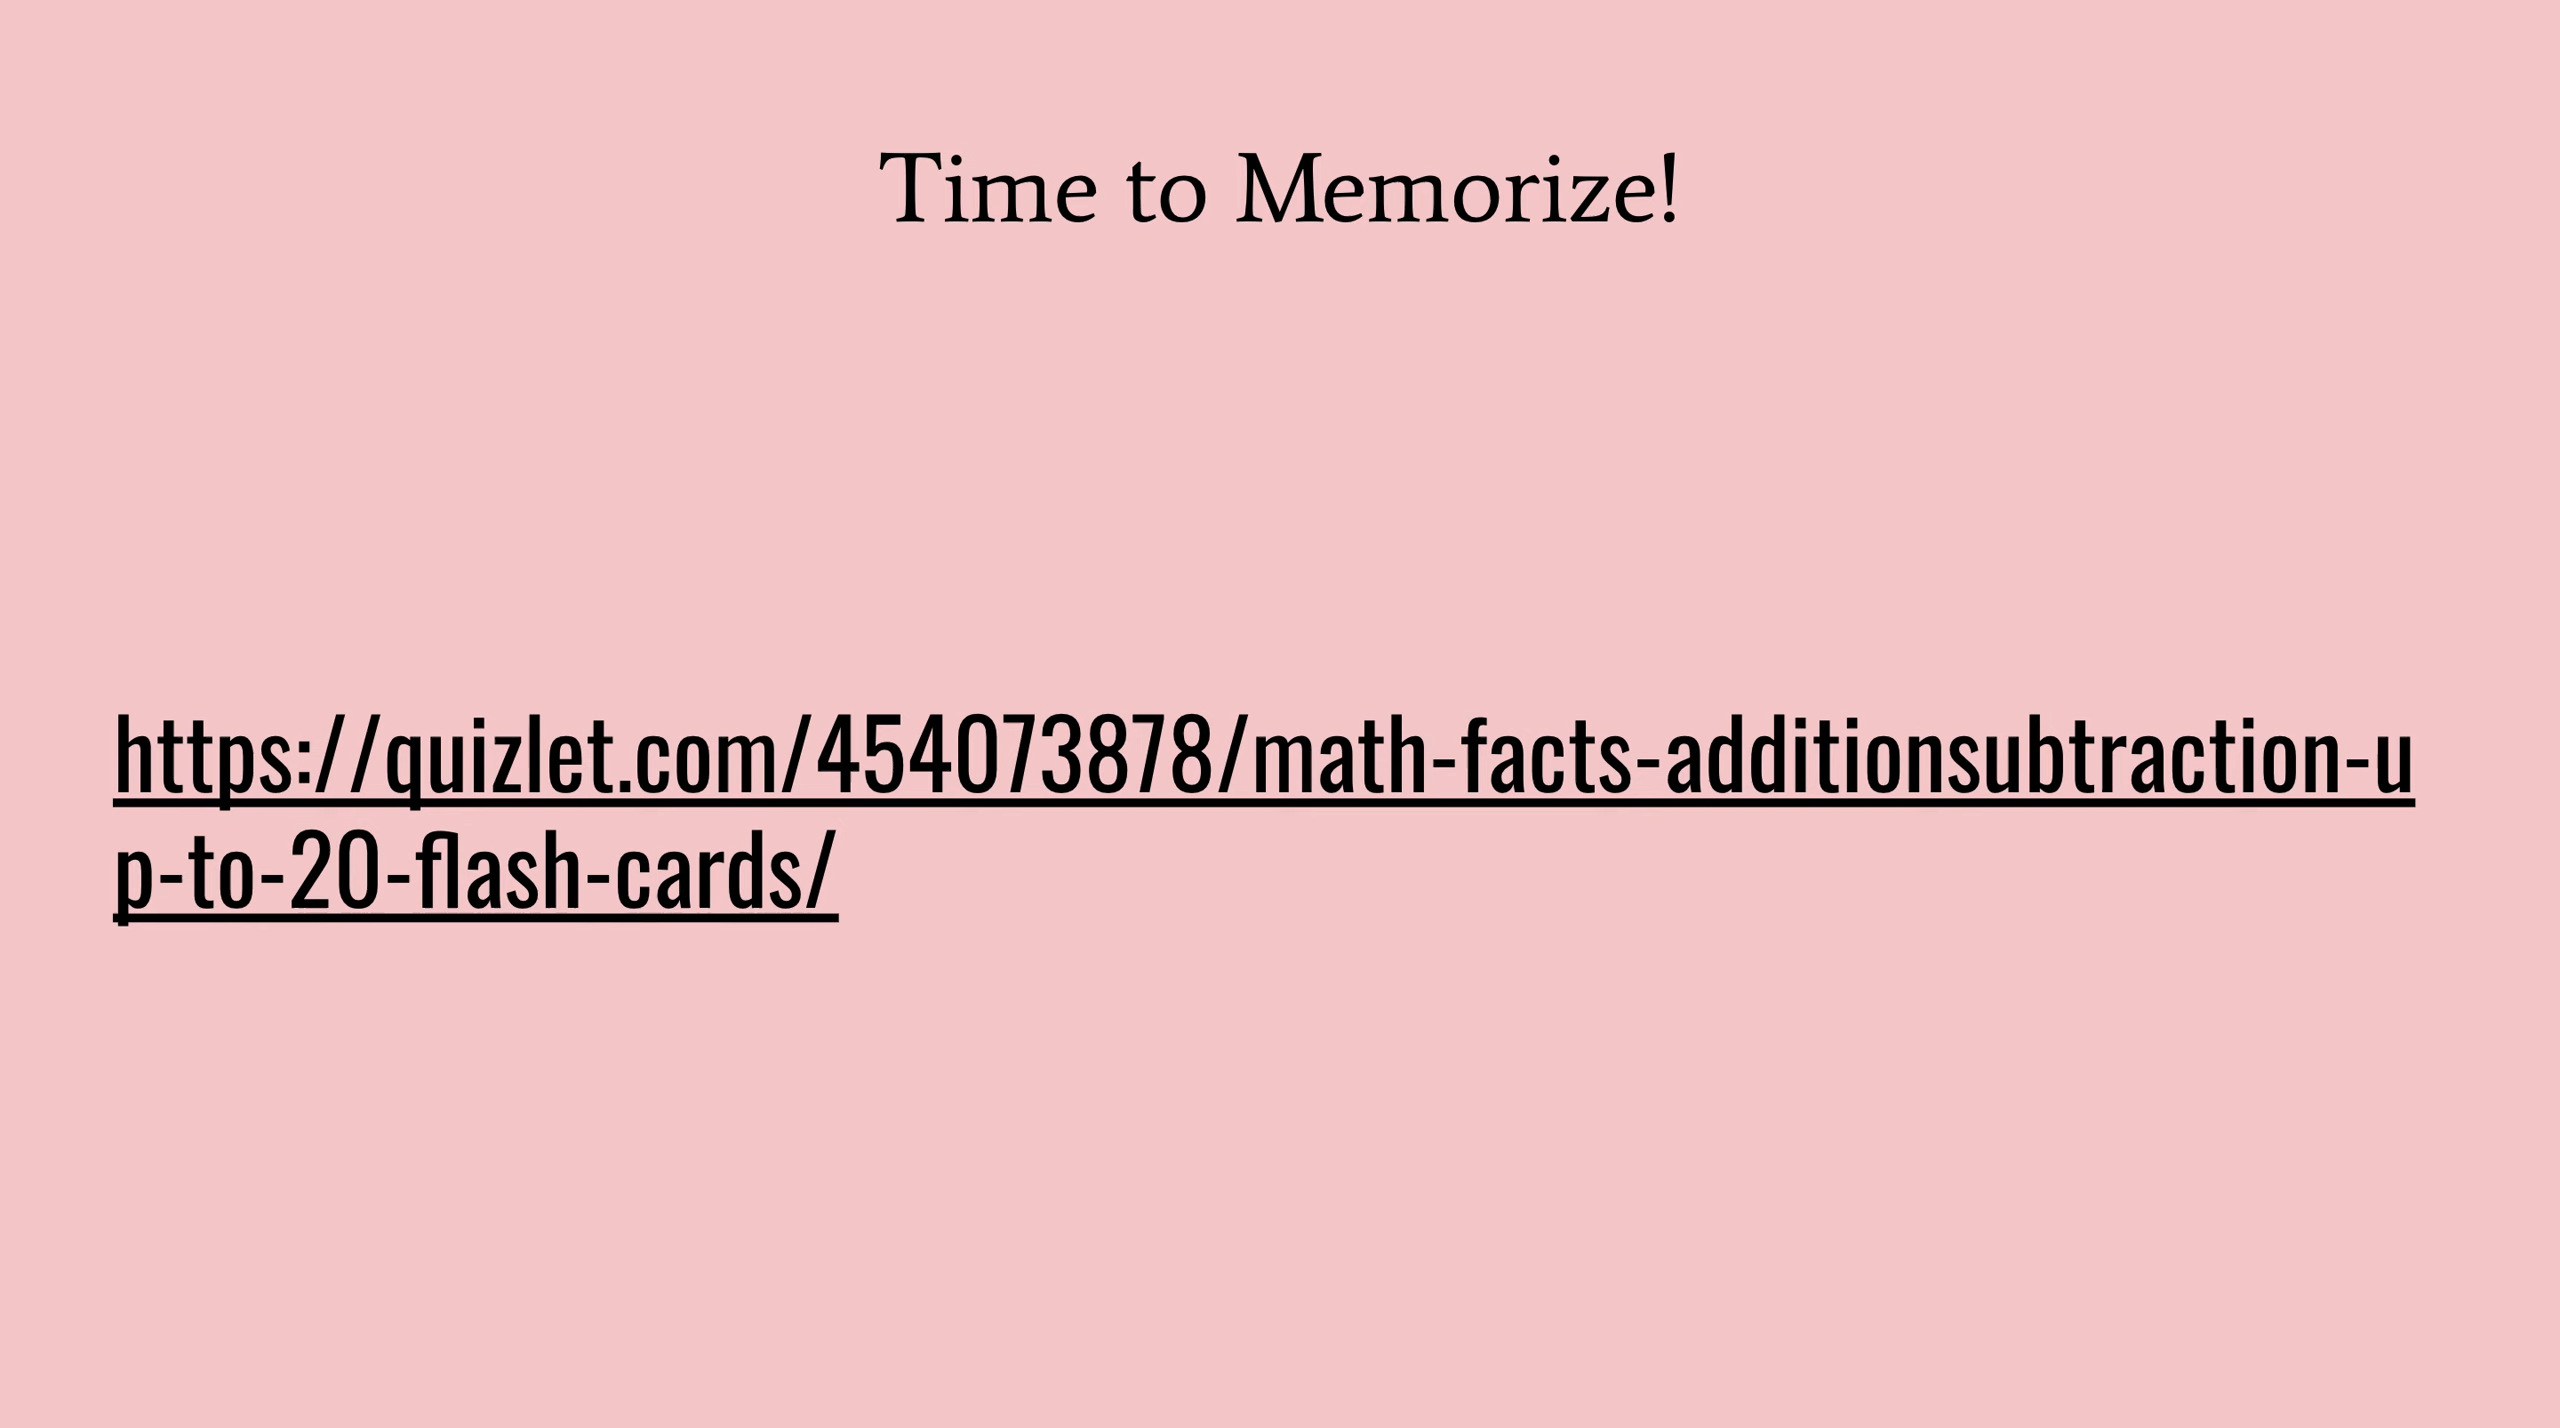 Time to Memorize!
https://quizlet.com/454073878/math-facts-additionsubtraction-u
p-to-20-flash-cards/